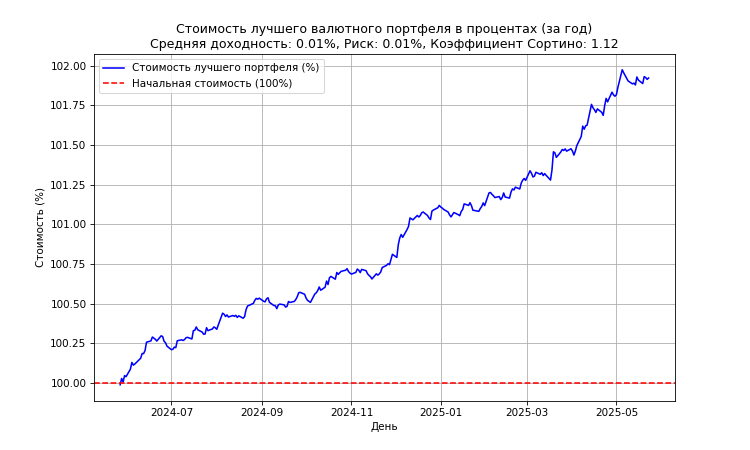 Стоимость лучшего валютного портфеля в процентах (за год)
Средняя доходность: 0.01%, Риск: 0.01%, Коэффициент Сортино: 1.12
Стоимость лучшего портфеля (%)
Начальная стоимость (100%)
Стоимость (%)
102.00
101.75
101.50
101.25
101.00
100.75
100.50
100.25
100.00
2024-07
2024-09
2024-11
2025-01
2025-03
2025-05
День